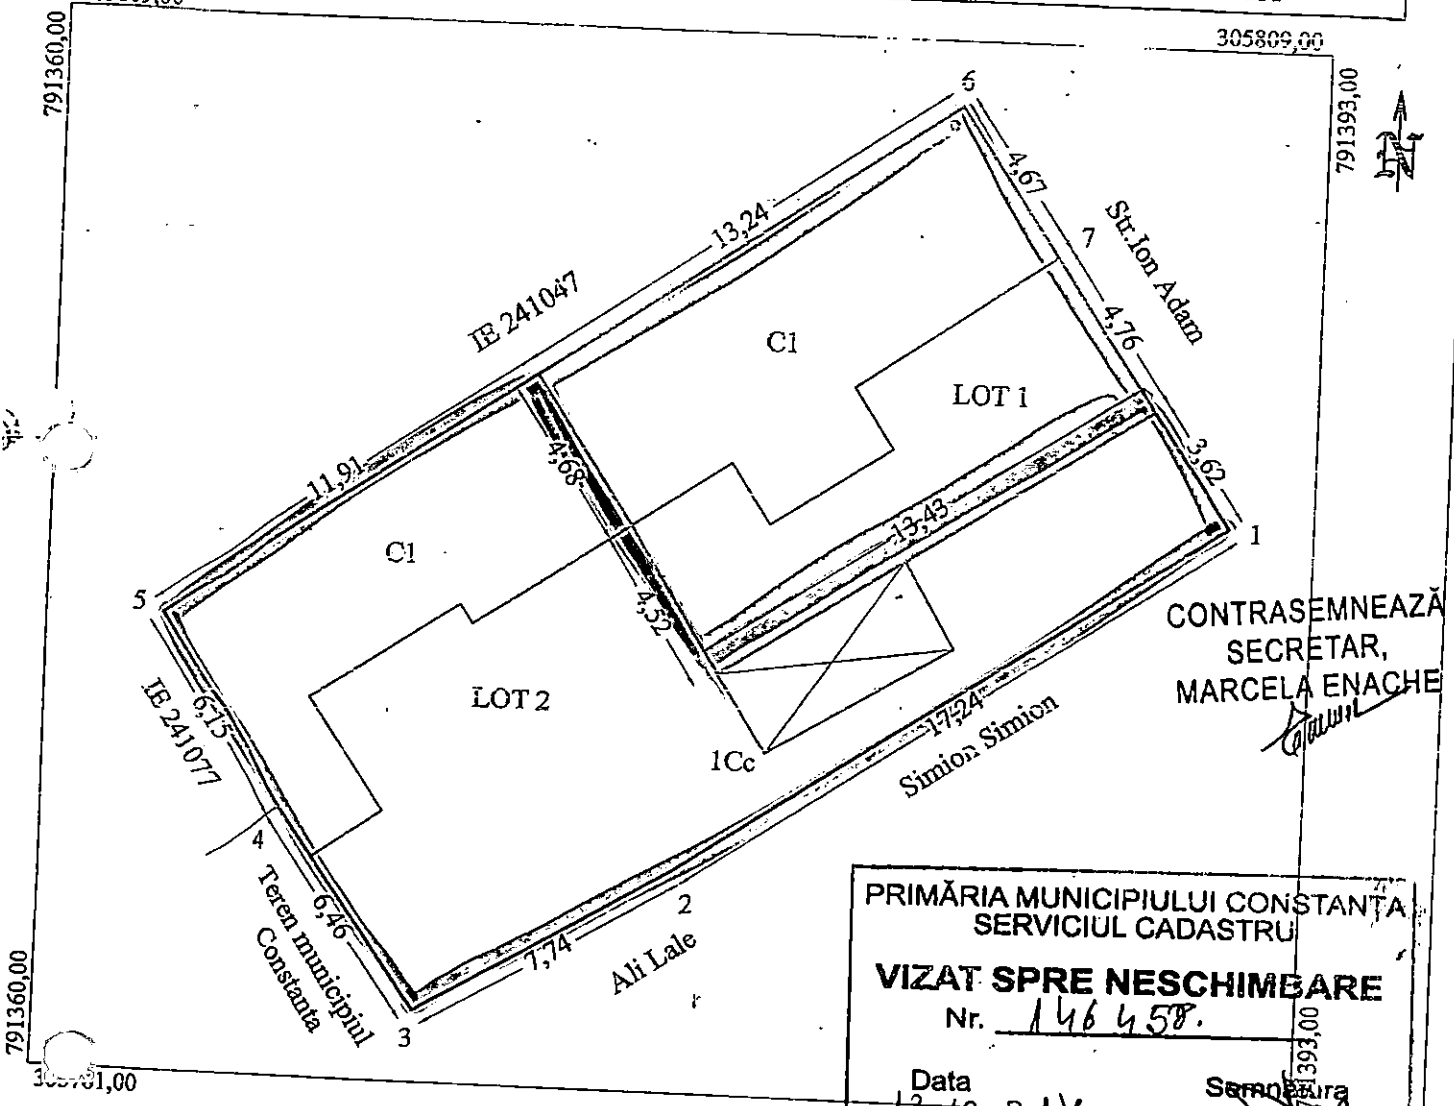 791360,00
305809,00
791393,00
N
6
4,67
7
Str.Ion Adam
13,24
IE 241047
4,76
C1
LOT 1
3,62
1
4,68
11,91
13,43
C1
4,52
5
CONTRASEMNEAZĂ
SECRETAR,
MARCELA ENACHE
6,15
IE 241077
LOT 2
17,24
Simion Simion
1Cc
4
Teren municipiul
Constanta
6,46
2
7,74
Ali Lale
3
PRIMĂRIA MUNICIPIULUI CONSTANȚA
SERVICIUL CADASTRU
VIZAT SPRE NESCHIMBARE
Nr. 146458.
791360,00
791393,00
Data
Semnătura